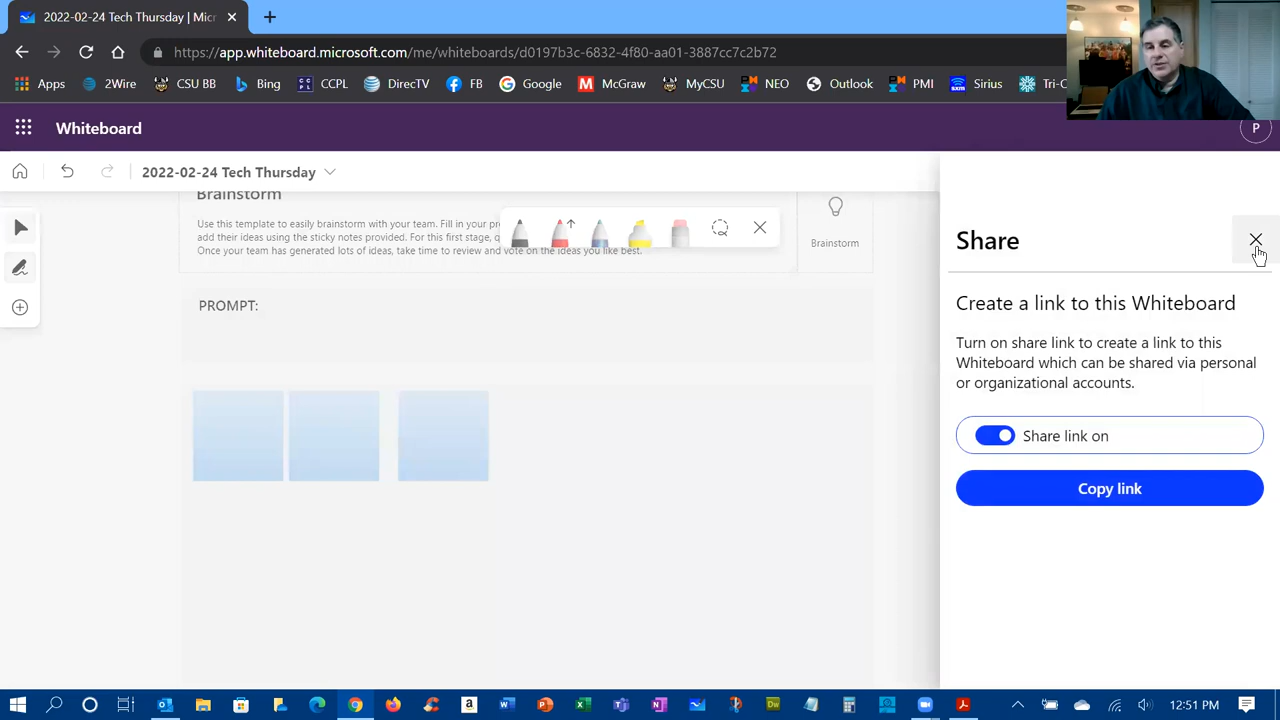 2022-02-24 Tech Thursday | Micr
https://app.whiteboard.microsoft.com/me/whiteboards/d0197b3c-6832-4f80-aa01-3887cc7c2b72
Apps 2Wire CSU BB Bing CCPL DirecTV FB Google McGraw MyCSU NEO Outlook PMI Sirius Tri-C
Whiteboard
P
2022-02-24 Tech Thursday
Brainstorm
Use this template to easily brainstorm with your team. Fill in your pr
add their ideas using the sticky notes provided. For this first stage, q
Once your team has generated lots of ideas, take time to review and vote on the ideas you like best.
Brainstorm
PROMPT:
Share
Create a link to this Whiteboard
Turn on share link to create a link to this
Whiteboard which can be shared via personal
or organizational accounts.
Share link on
Copy link
12:51 PM